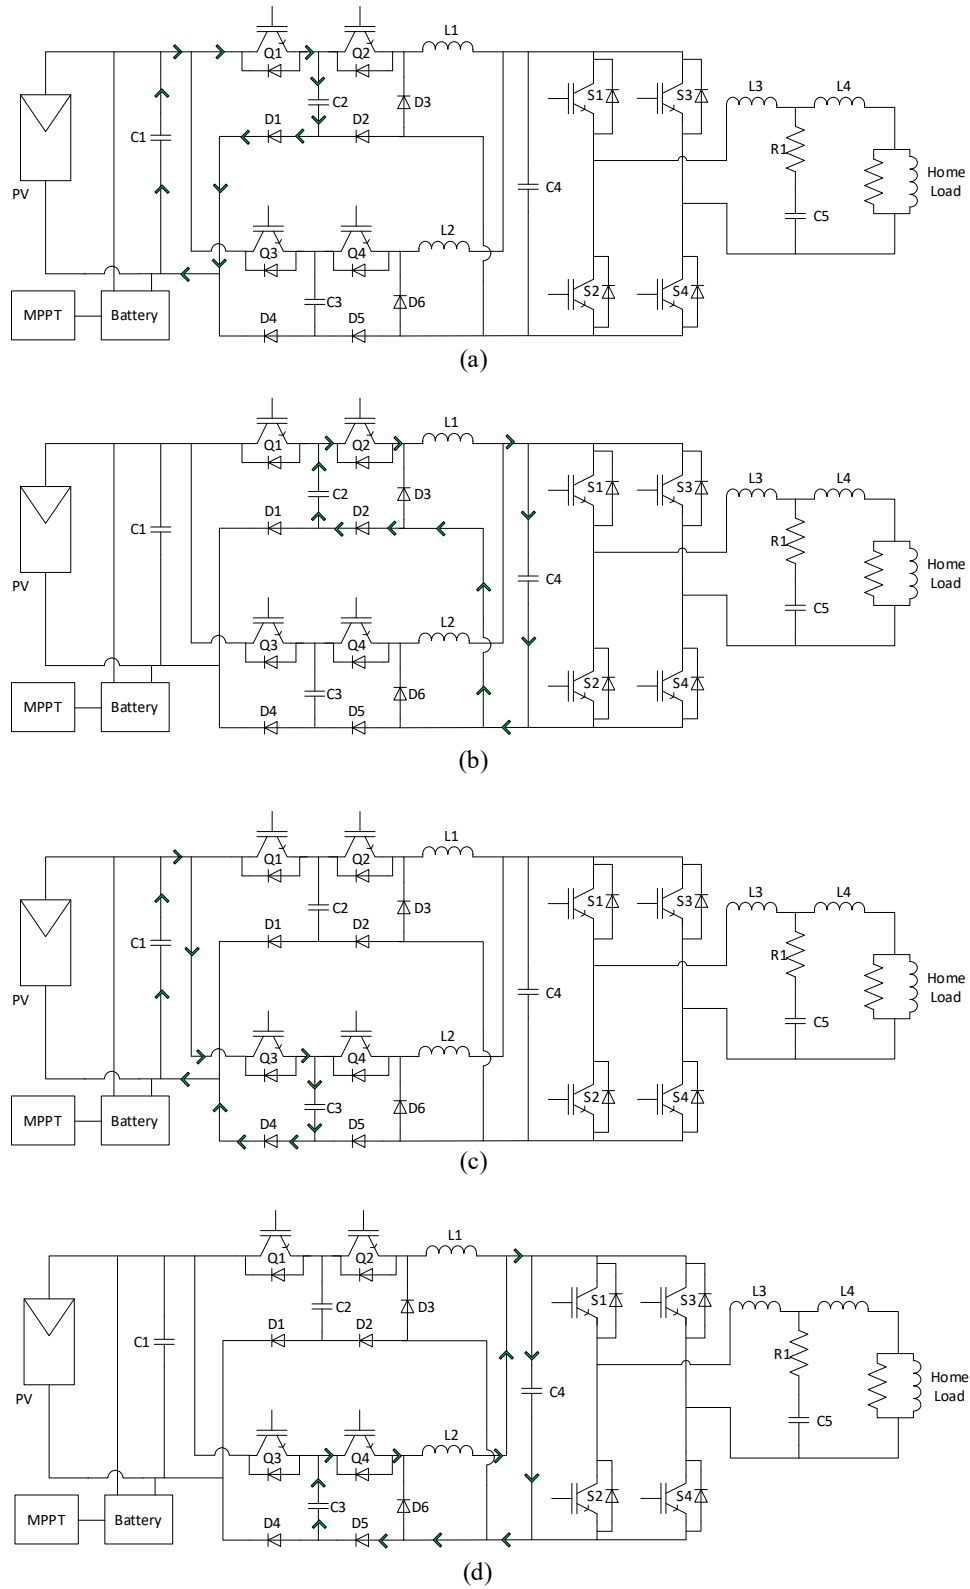 L1
Q1 Q2
L3 L4
S1 S3
C2 D3
C1 D1 D2
R1
Home
Load
PV
C4
C5
L2
Q3 Q4
S2 S4
MPPT Battery
C3 D6
D4 D5
(a)
L1
Q1 Q2
L3 L4
S1 S3
C2 D3
C1 D1 D2
R1
Home
Load
PV
C4
C5
L2
Q3 Q4
S2 S4
MPPT Battery
C3 D6
D4 D5
(b)
L1
Q1 Q2
L3 L4
S1 S3
C2 D3
C1 D1 D2
R1
Home
Load
PV
C4
C5
L2
Q3 Q4
S2 S4
MPPT Battery
C3 D6
D4 D5
(c)
L1
Q1 Q2
L3 L4
S1 S3
C2 D3
C1 D1 D2
R1
Home
Load
PV
C4
C5
L2
Q3 Q4
S2 S4
MPPT Battery
C3 D6
D4 D5
(d)